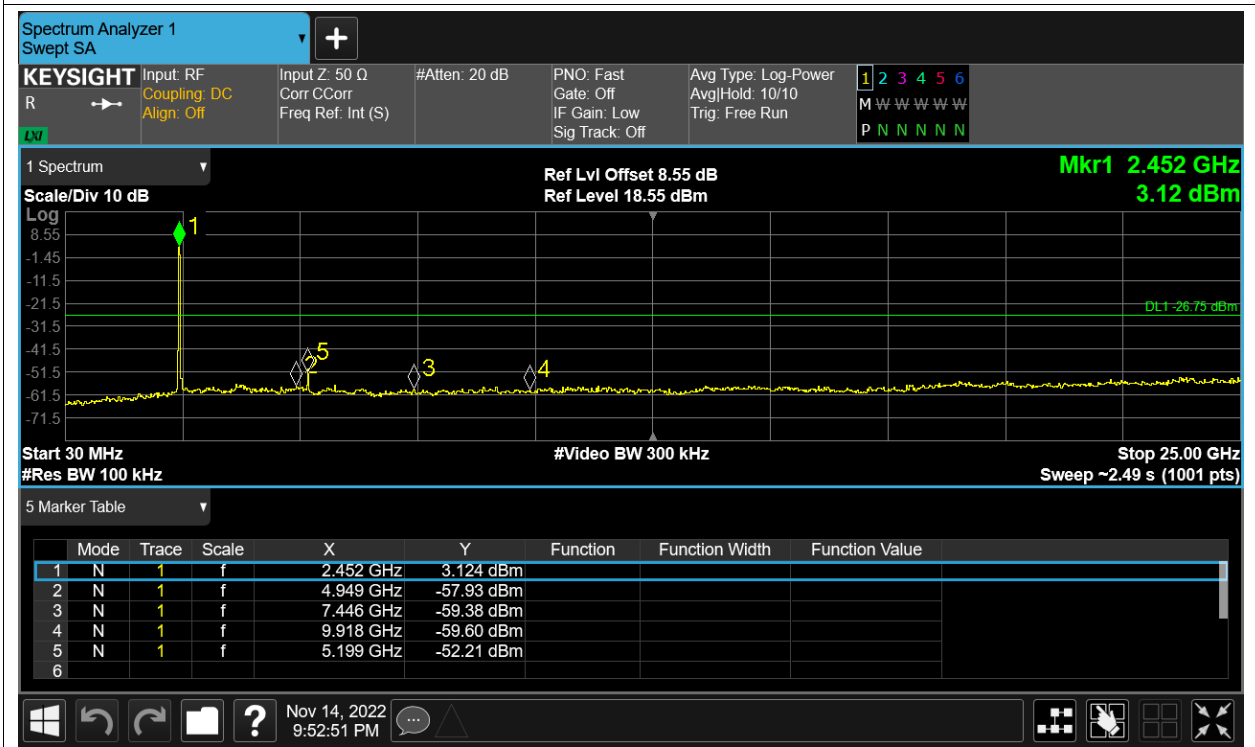 Spectrum Analyzer 1
Swept SA
KEYSIGHT Input: RF Input Z: 50 Ω #Atten: 20 dB PNO: Fast Avg Type: Log-Power 1 2 3 4 5 6
R Coupling: DC Corr CCorr Gate: Off Avg|Hold: 10/10 M W W W W W
Align: Off Freq Ref: Int (S) IF Gain: Low Trig: Free Run
LXI Sig Track: Off P N N N N N
1 Spectrum Ref Lvl Offset 8.55 dB Mkr1 2.452 GHz
Scale/Div 10 dB Ref Level 18.55 dBm 3.12 dBm
Log
1
8.55
-1.45
-11.5
-21.5 DL1 -26.75 dBm
-31.5
-41.5 5
-51.5 2 3 4
-61.5
-71.5
Start 30 MHz #Video BW 300 kHz Stop 25.00 GHz
#Res BW 100 kHz Sweep ~2.49 s (1001 pts)
5 Marker Table
Mode Trace Scale X Y Function Function Width Function Value
1 N 1 f 2.452 GHz 3.124 dBm
2 N 1 f 4.949 GHz -57.93 dBm
3 N 1 f 7.446 GHz -59.38 dBm
4 N 1 f 9.918 GHz -59.60 dBm
5 N 1 f 5.199 GHz -52.21 dBm
6
? Nov 14, 2022
9:52:51 PM